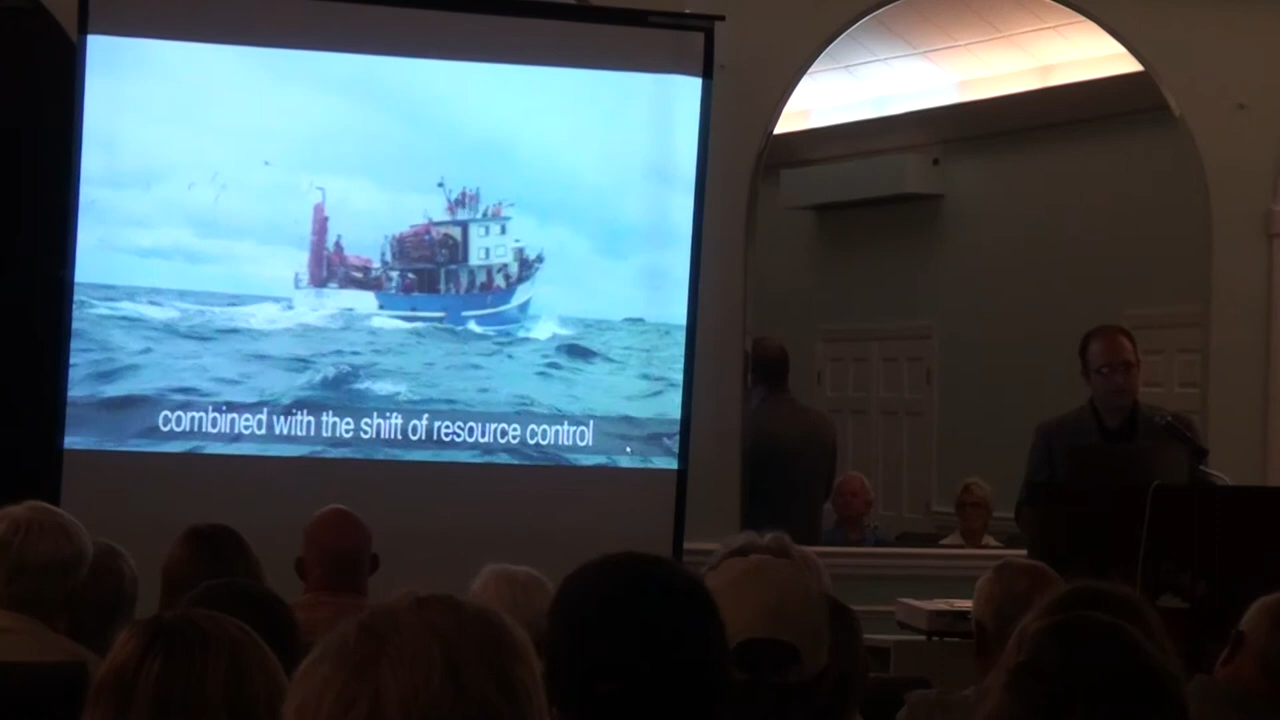 combined with the shift of resource control